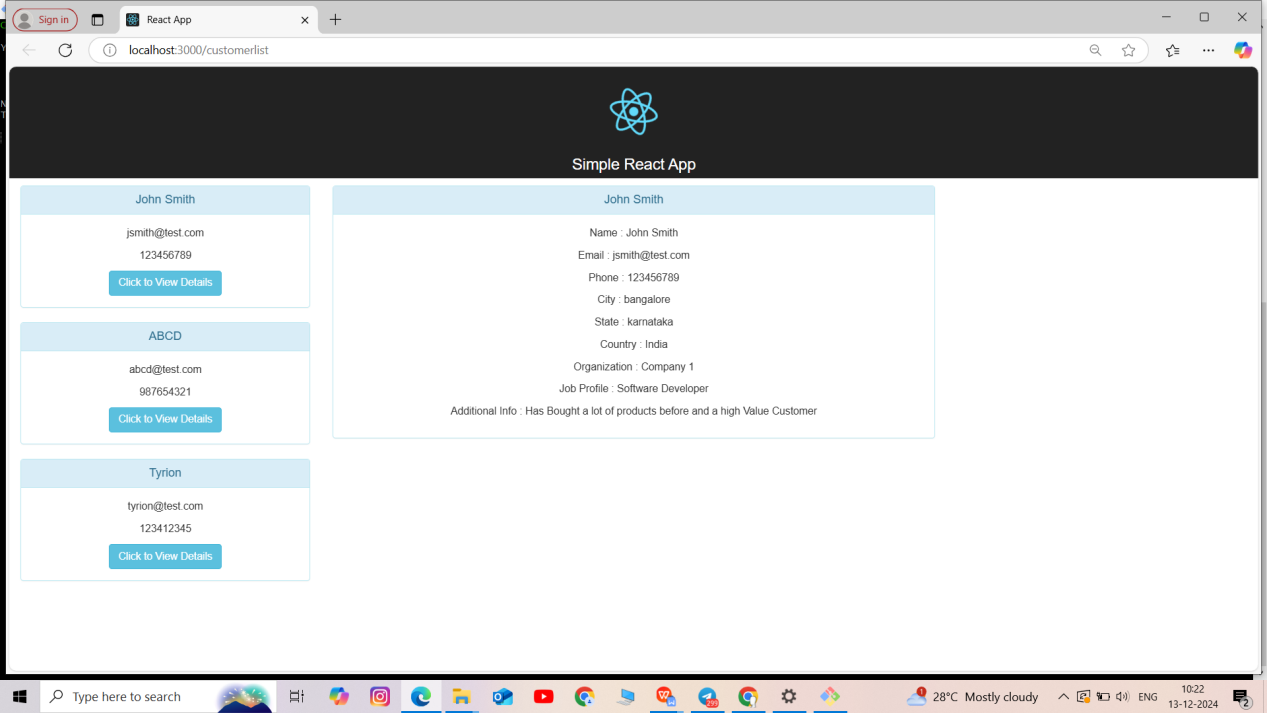 Sign in
React App
localhost:3000/customerlist
Simple React App
John Smith
jsmith@test.com
123456789
Click to View Details
ABCD
abcd@test.com
987654321
Click to View Details
Tyrion
tyrion@test.com
123412345
Click to View Details
John Smith
Name : John Smith
Email : jsmith@test.com
Phone : 123456789
City : bangalore
State : karnataka
Country : India
Organization : Company 1
Job Profile : Software Developer
Additional Info : Has Bought a lot of products before and a high Value Customer
Type here to search
299
1
28°C Mostly cloudy
ENG
10:22
13-12-2024
2